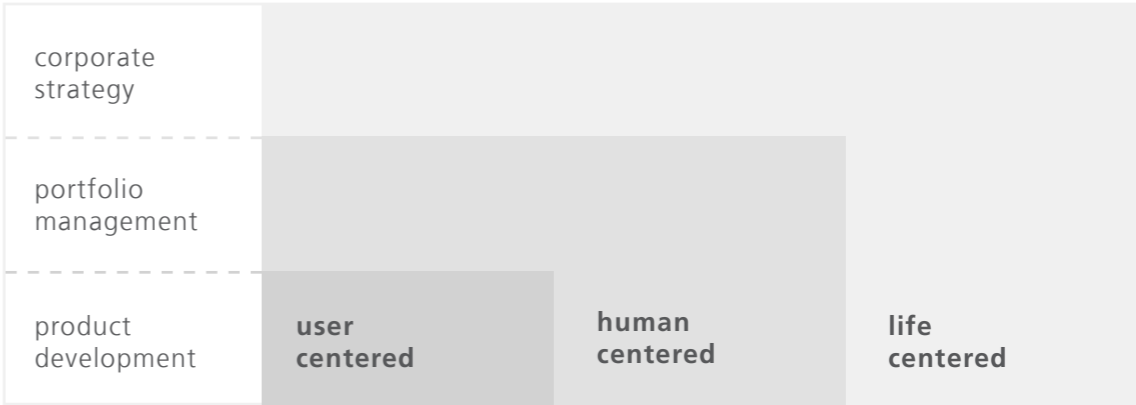 corporate
strategy
portfolio
management
product
development
user
centered
human
centered
life
centered